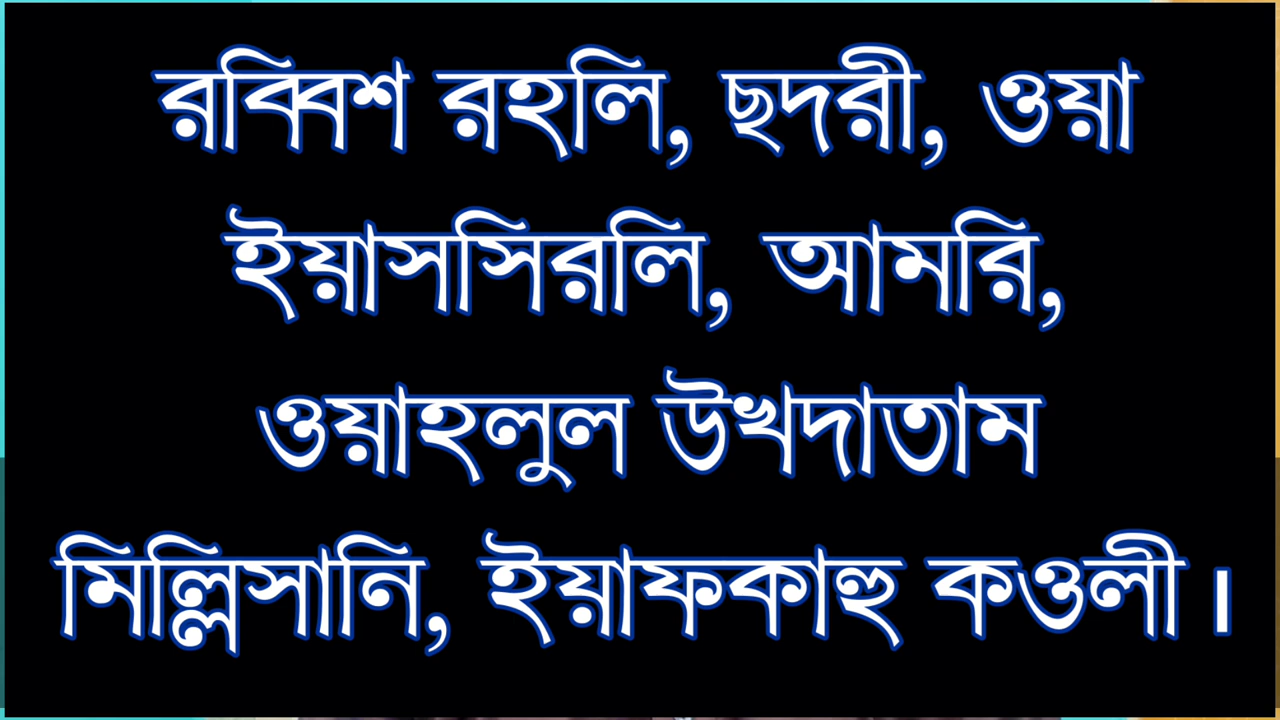 রব্বিশ রহলি, ছদরী, ওয়া
ইয়াসসিরলি, আমরি,
ওয়াহলুল উখদাতাম
মিল্লিসানি, ইয়াফকাহু কওলী ।